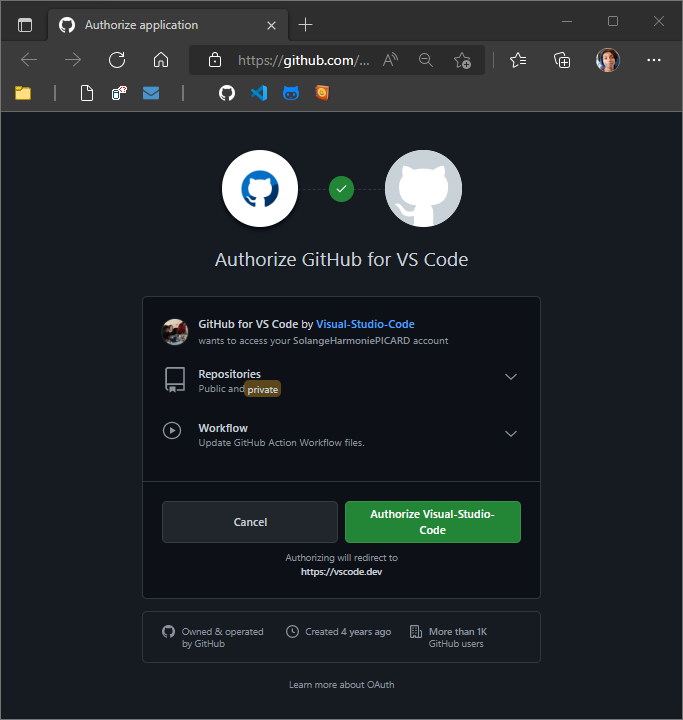 Authorize application
https://github.com/...
Authorize GitHub for VS Code
GitHub for VS Code by Visual-Studio-Code
wants to access your SolangeHarmoniePICARD account
Repositories
Public and private
Workflow
Update GitHub Action Workflow files.
Cancel
Authorize Visual-Studio-
Code
Authorizing will redirect to
https://vscode.dev
Owned & operated
by GitHub
Created 4 years ago
More than 1K
GitHub users
Learn more about OAuth